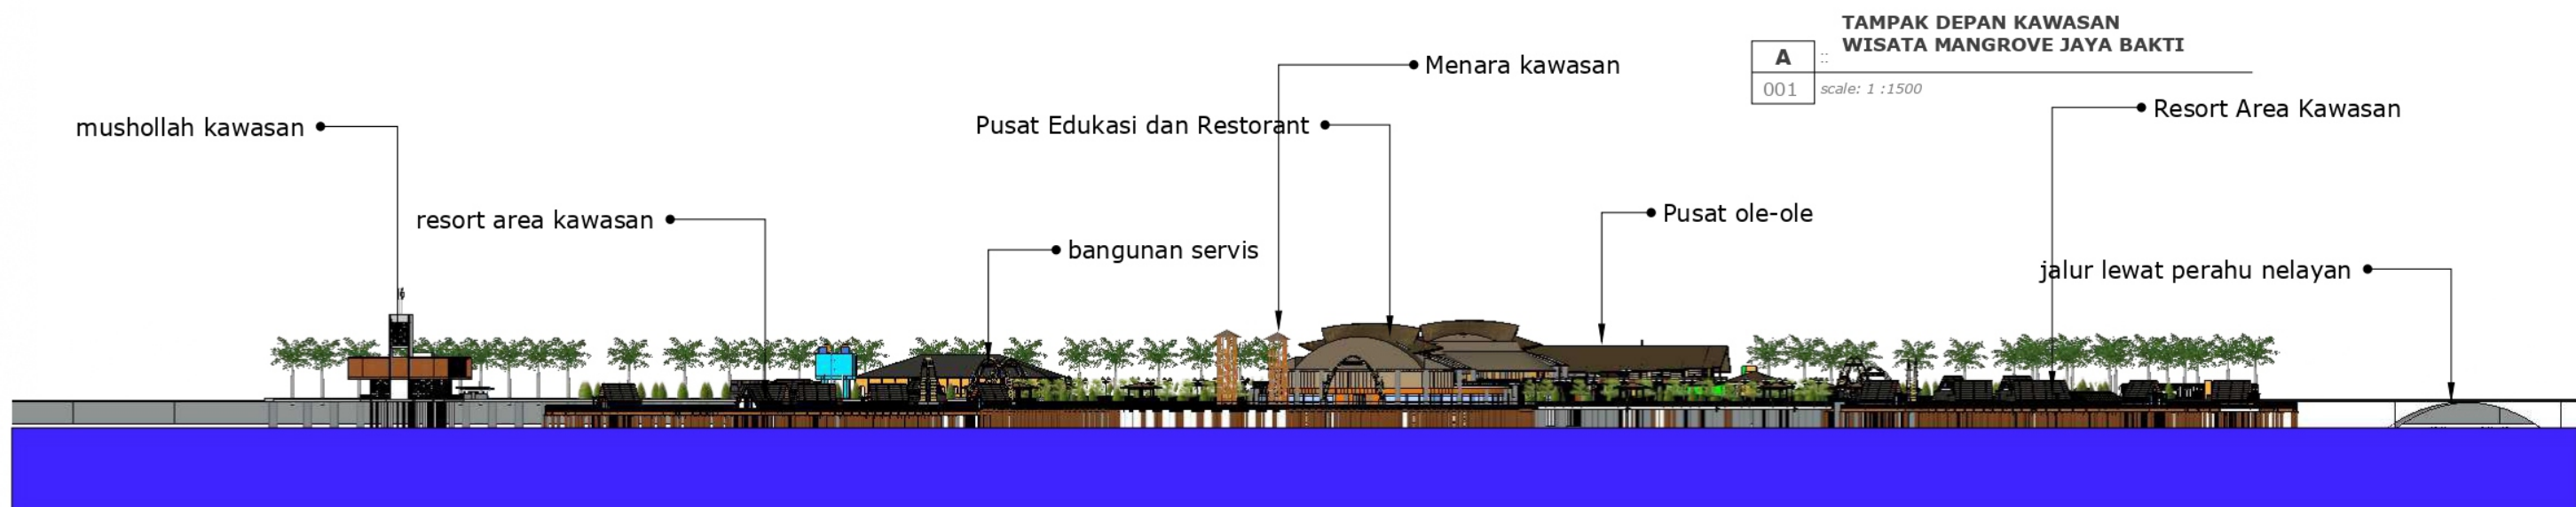 TAMPAK DEPAN KAWASAN
WISATA MANGROVE JAYA BAKTI
A ::
001 scale: 1 :1500
Menara kawasan
Resort Area Kawasan
mushollah kawasan
Pusat Edukasi dan Restorant
resort area kawasan
Pusat ole-ole
bangunan servis
jalur lewat perahu nelayan